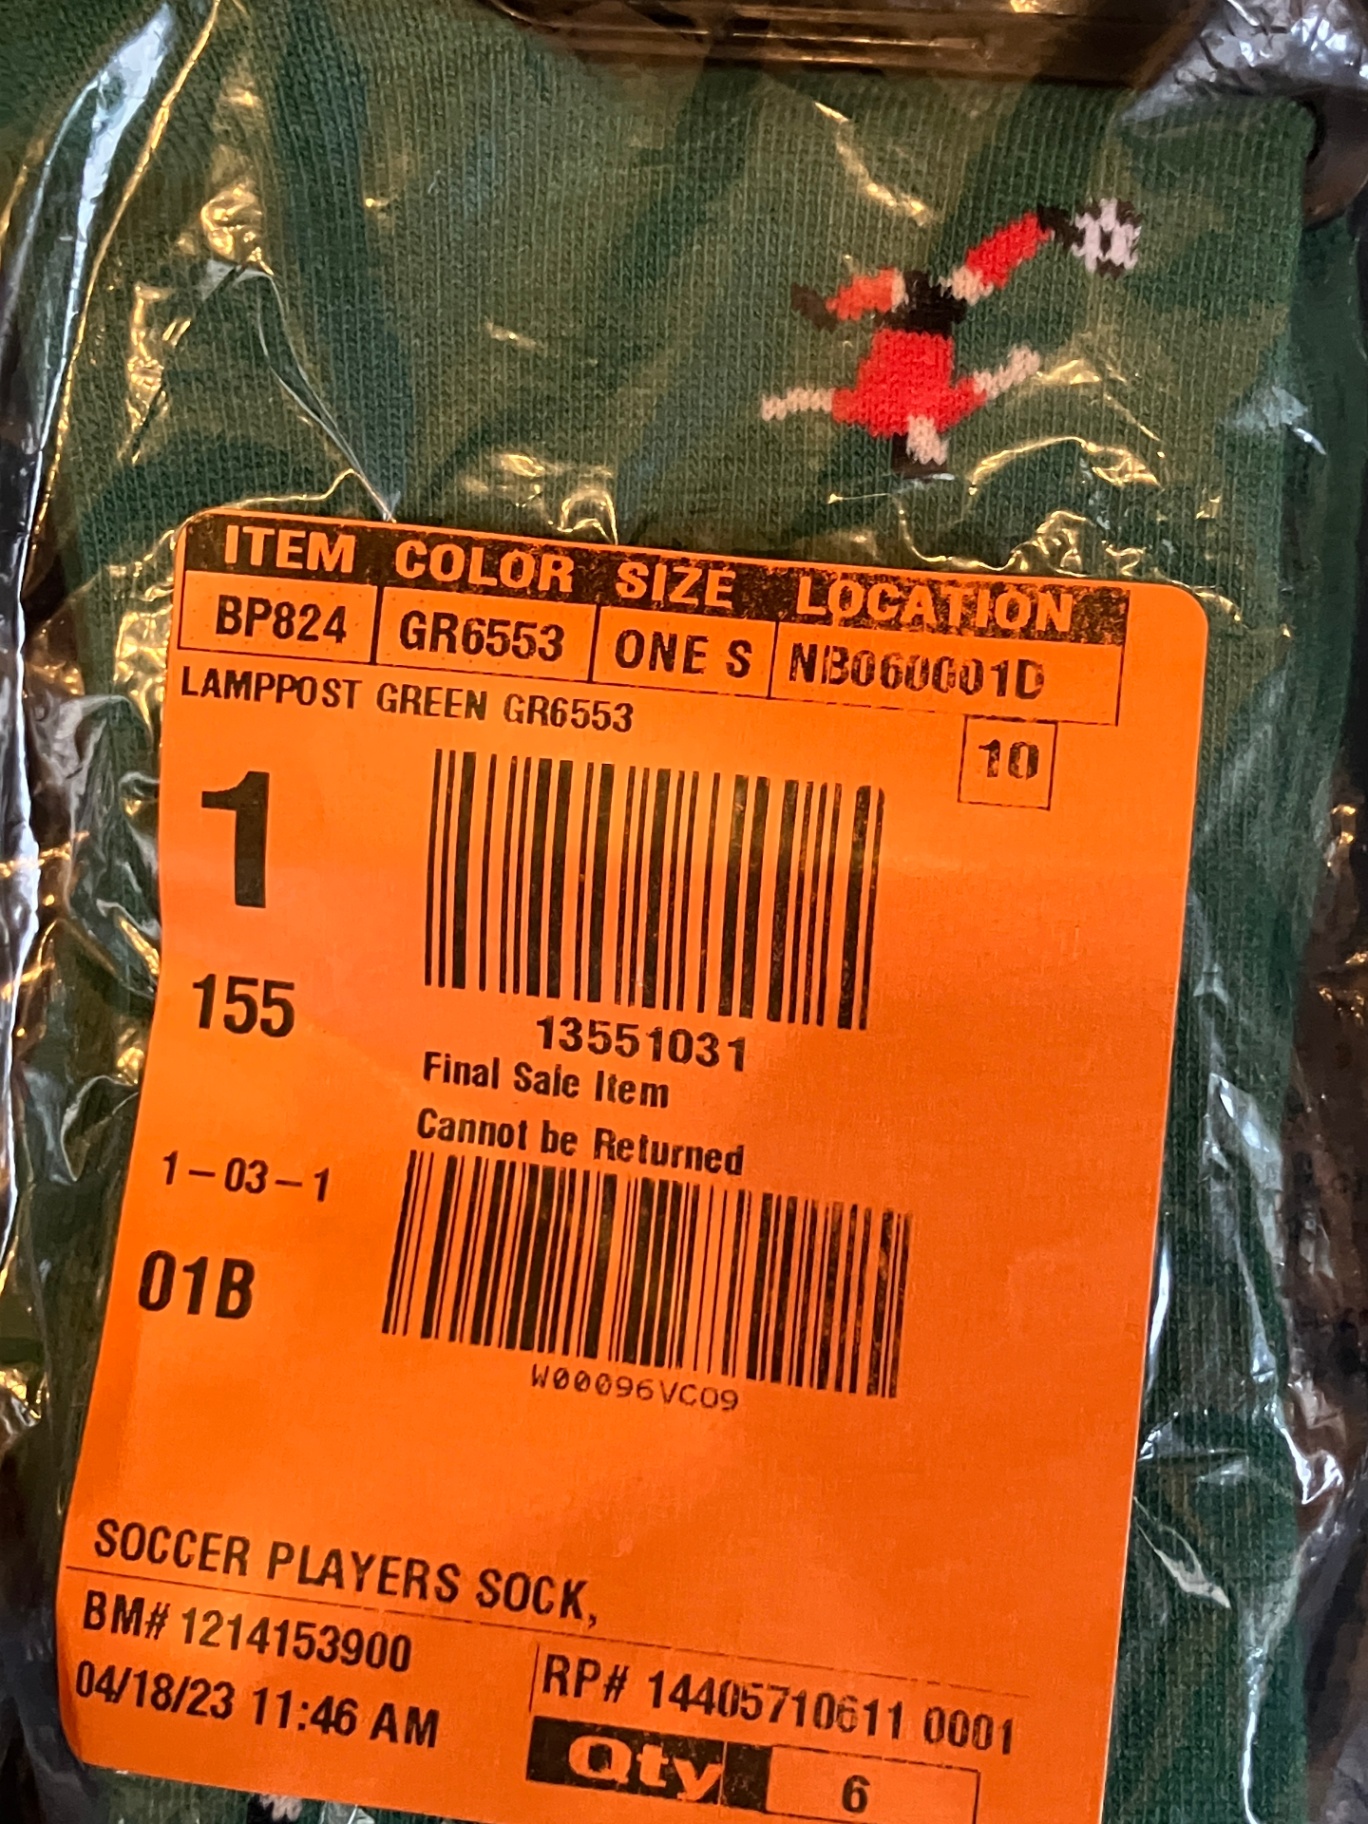 ITEM COLOR SIZE LOCATION
BP824 GR6553 ONE S NB060001D
LAMPPOST GREEN GR6553
10
1
155
13551031
Final Sale Item
Cannot be Returned
1-03-1
01B
W00096VC09
SOCCER PLAYERS SOCK,
BM# 1214153900
RP# 14405710611 0001
04/18/23 11:46 AM
Qty 6